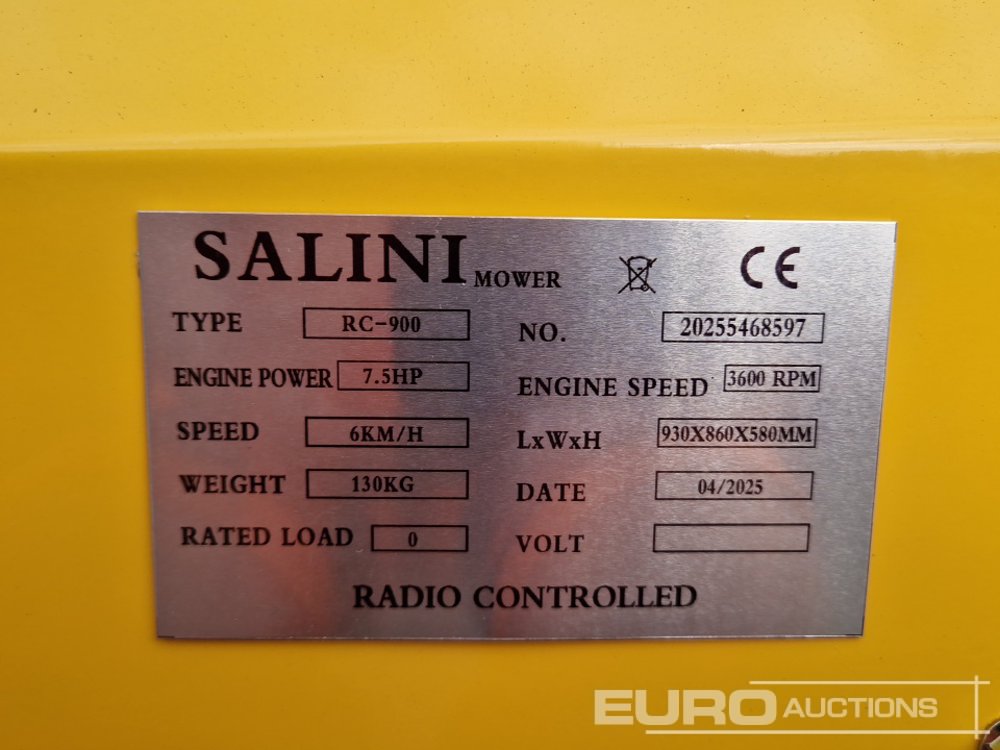 SALINI MOWER CE
TYPE RC-900 NO. 20255468597
ENGINE POWER 7.5HP ENGINE SPEED 3600 RPM
SPEED 6KM/H LxWxH 930X860X580MM
WEIGHT 130KG DATE 04/2025
RATED LOAD 0 VOLT
RADIO CONTROLLED
EURO AUCTIONS